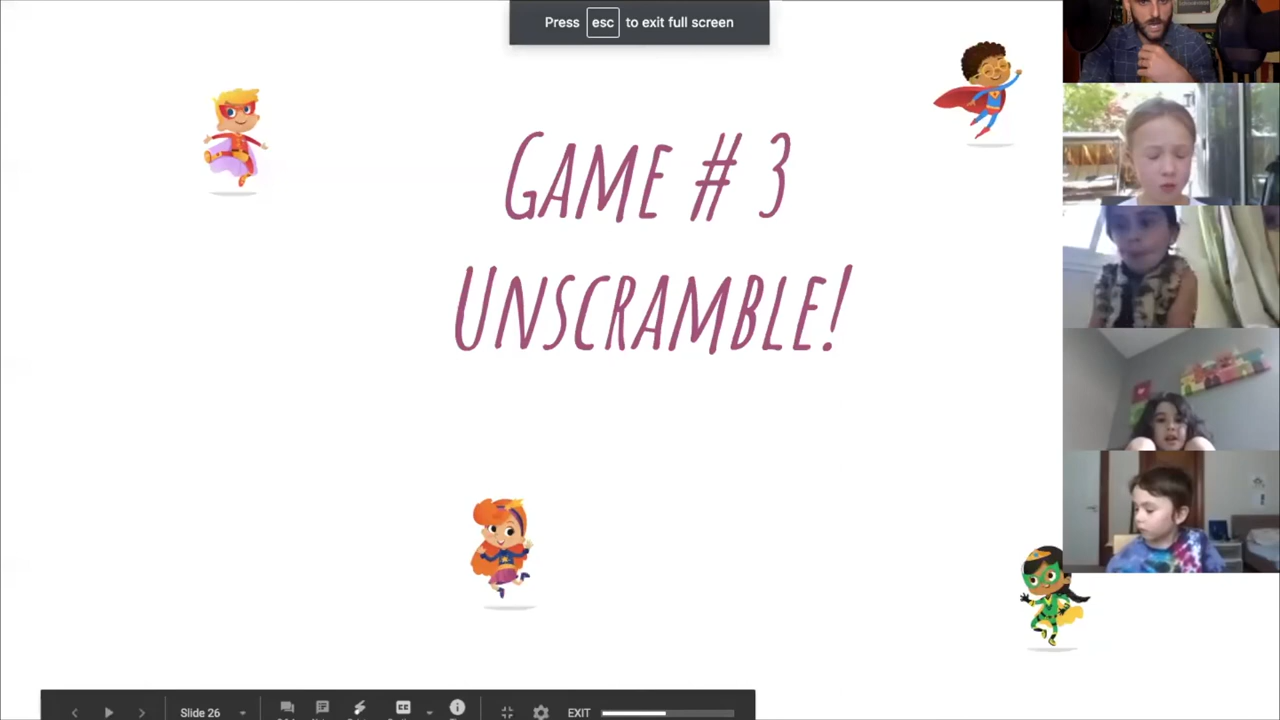 Press esc to exit full screen
GAME # 3
UNSCRAMBLE!
Slide 26
EXIT